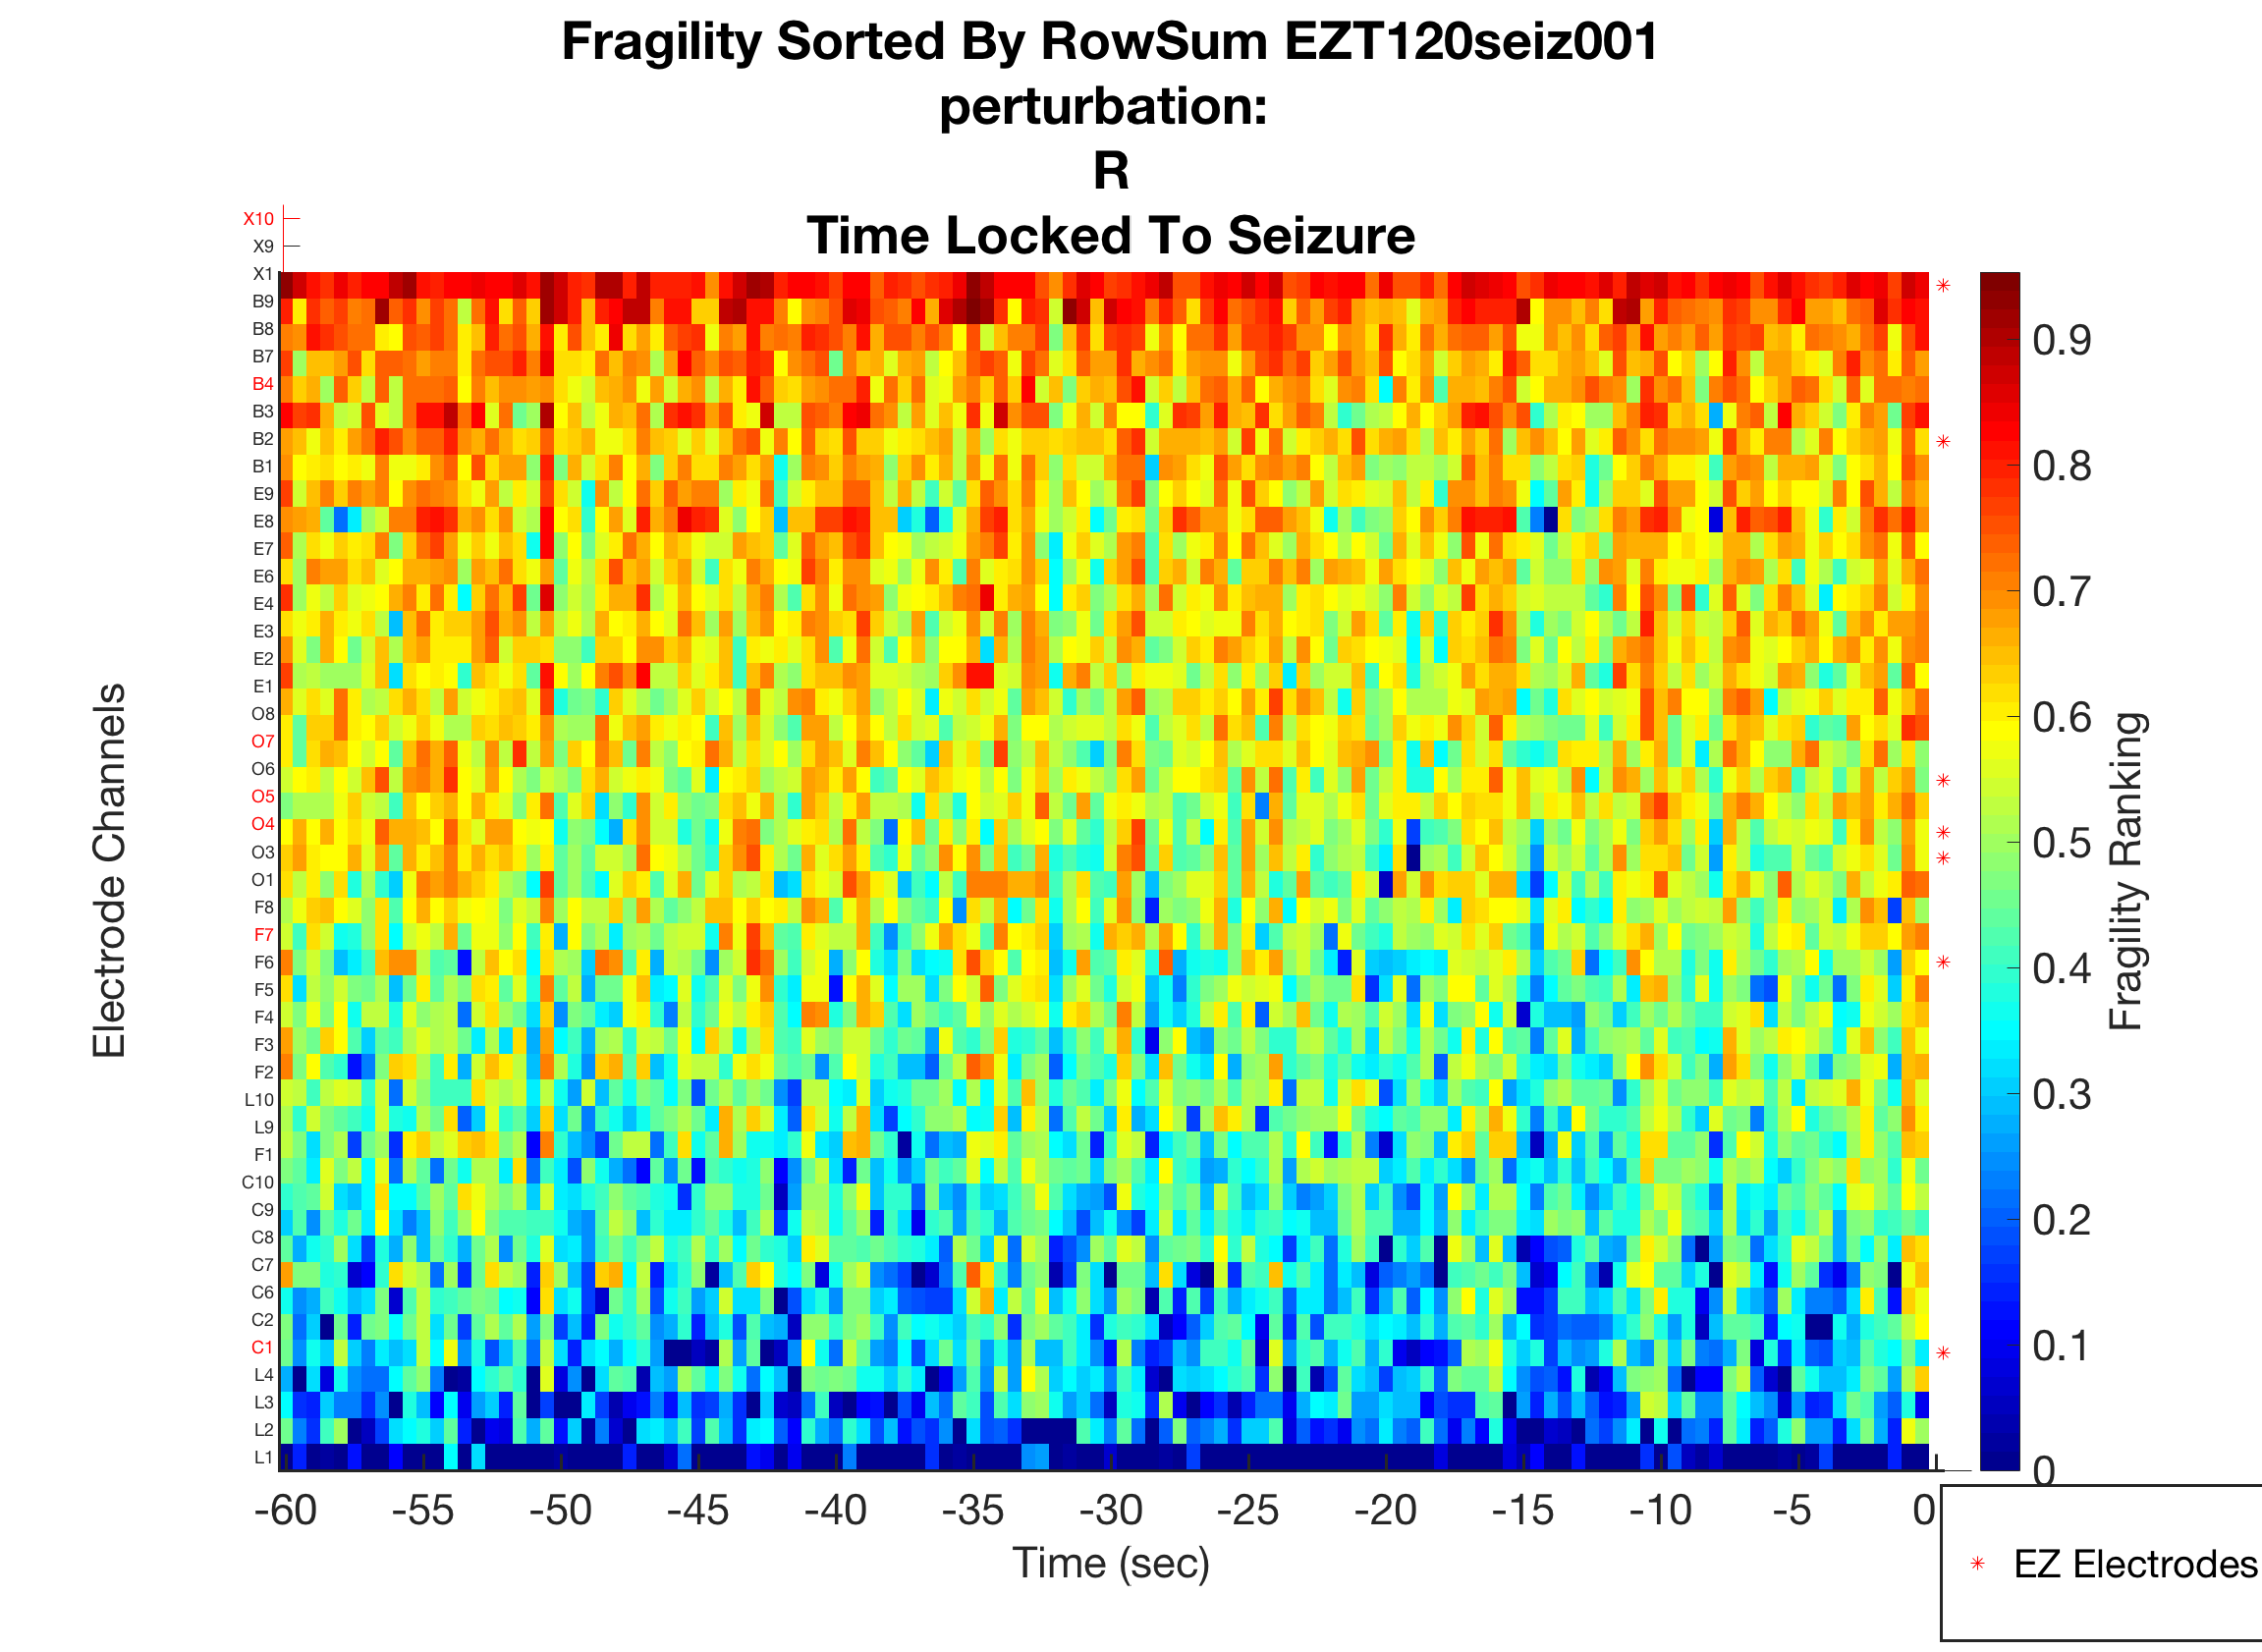 Fragility Sorted By RowSum EZT120seiz001
perturbation:
R
Time Locked To Seizure
X10
X9
X1
B9
B8
B7
B4
B3
B2
B1
E9
E8
E7
E6
E4
E3
E2
E1
O8
O7
O6
O5
O4
O3
O1
F8
F7
F6
F5
F4
F3
F2
L10
L9
F1
C10
C9
C8
C7
C6
C2
C1
L4
L3
L2
L1
Electrode Channels
-60 -55 -50 -45 -40 -35 -30 -25 -20 -15 -10 -5 0
Time (sec)
0.9
0.8
0.7
0.6
0.5
0.4
0.3
0.2
0.1
0
Fragility Ranking
EZ Electrodes